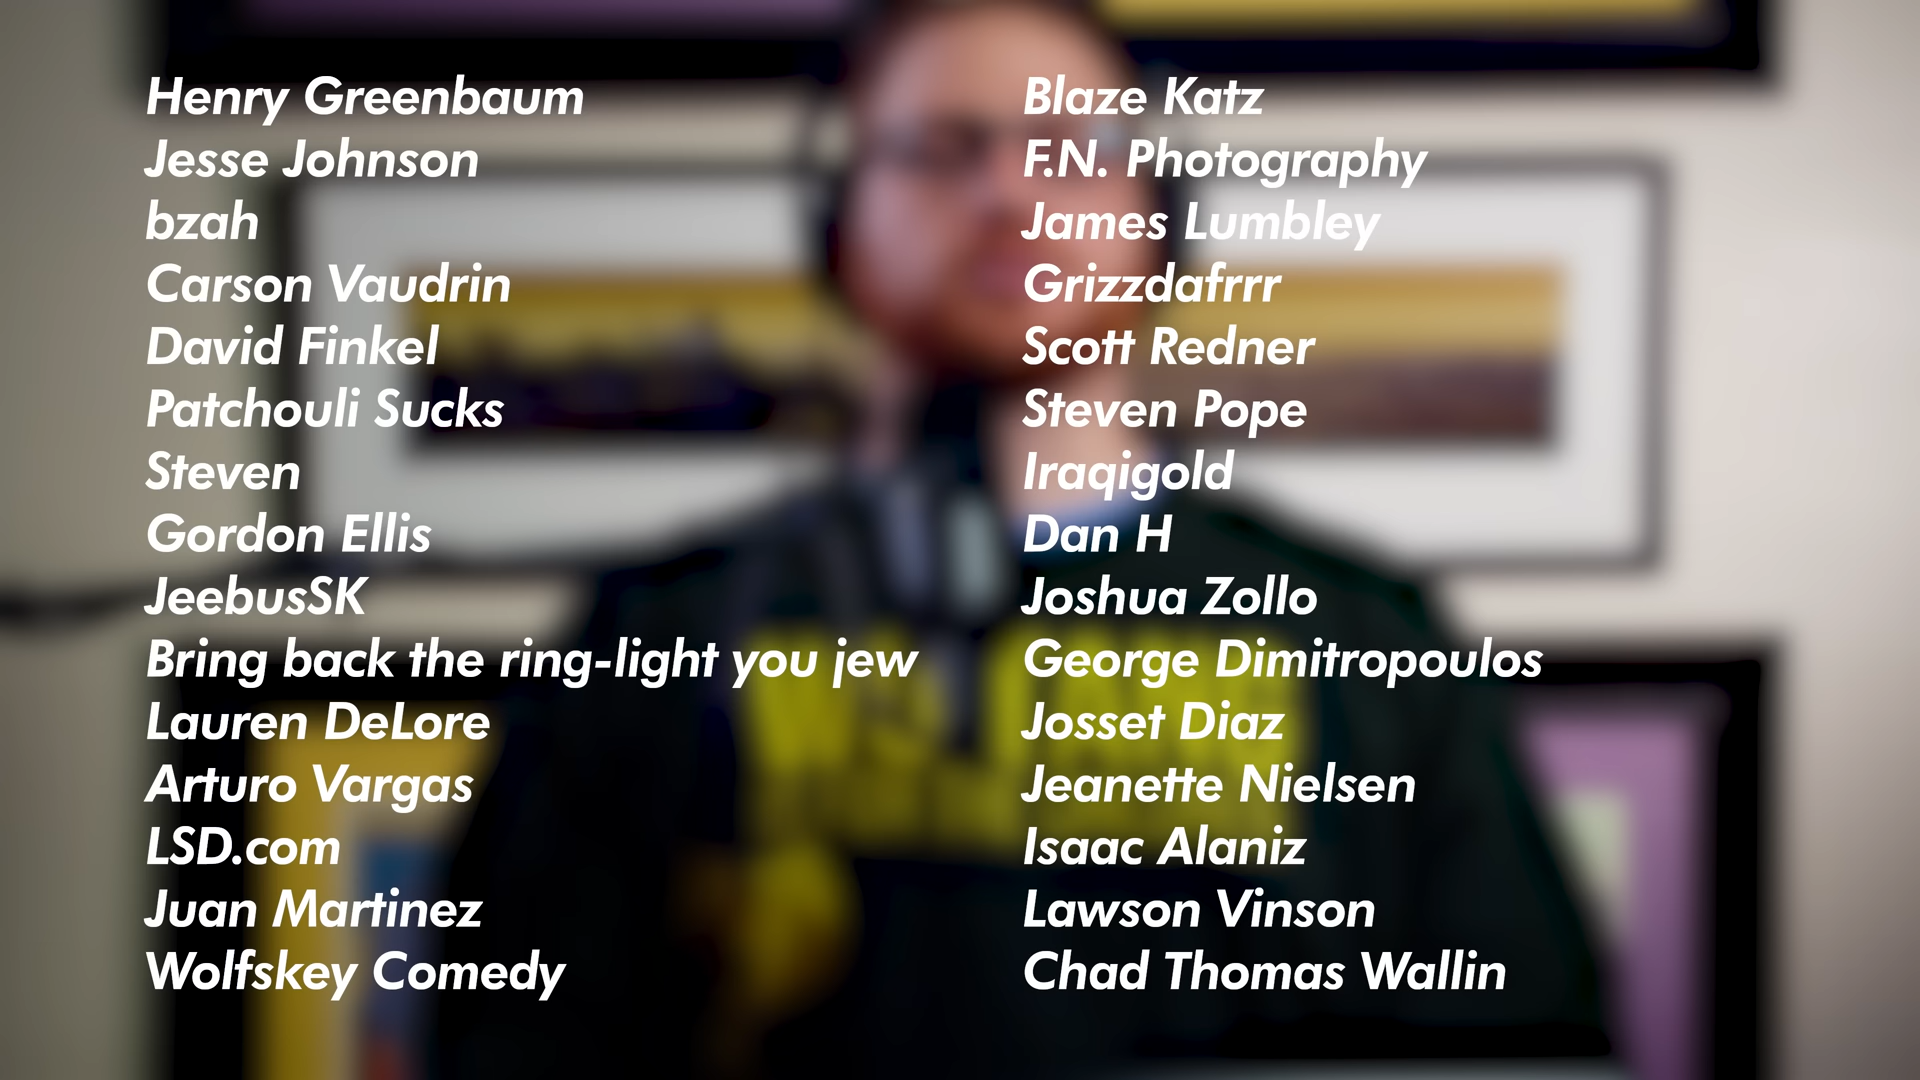 Henry Greenbaum
Jesse Johnson
bzah
Carson Vaudrin
David Finkel
Patchouli Sucks
Steven
Gordon Ellis
JeebusSK
Bring back the ring-light you jew
Lauren DeLore
Arturo Vargas
LSD.com
Juan Martinez
Wolfskey Comedy
Blaze Katz
F.N. Photography
James Lumbley
Grizzdafrrr
Scott Redner
Steven Pope
Iraqigold
Dan H
Joshua Zollo
George Dimitropoulos
Josset Diaz
Jeanette Nielsen
Isaac Alaniz
Lawson Vinson
Chad Thomas Wallin